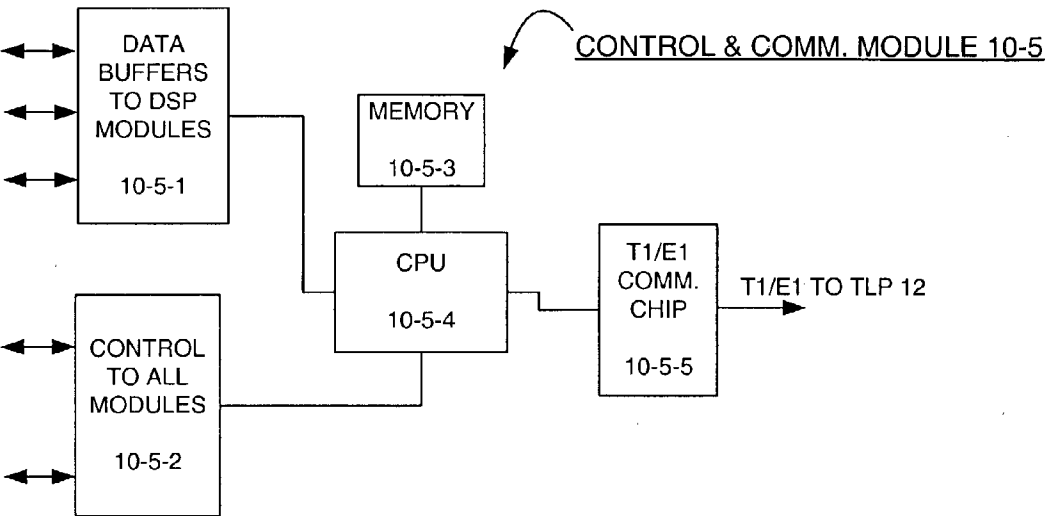 CONTROL & COMM. MODULE 10-5
DATA
BUFFERS
TO DSP
MODULES
10-5-1
MEMORY
10-5-3
CPU
10-5-4
T1/E1
COMM.
CHIP
10-5-5
T1/E1 TO TLP 12
CONTROL
TO ALL
MODULES
10-5-2